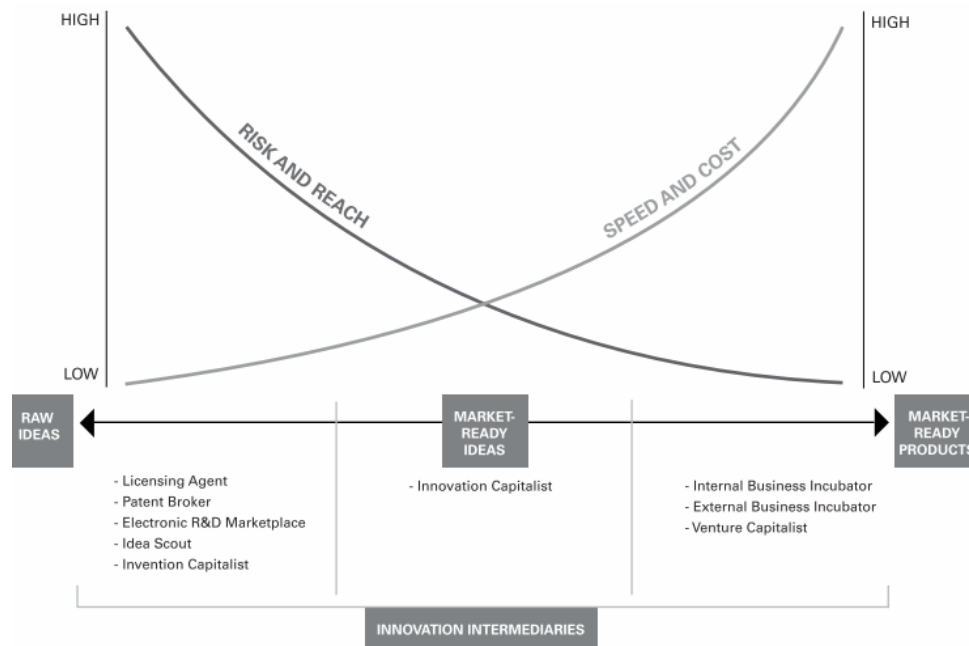 HIGH
HIGH
RISK AND REACH
SPEED AND COST
LOW
LOW
RAW
IDEAS
MARKET-
READY
IDEAS
MARKET-
READY
PRODUCTS
- Licensing Agent
- Patent Broker
- Electronic R&D Marketplace
- Idea Scout
- Invention Capitalist
- Innovation Capitalist
- Internal Business Incubator
- External Business Incubator
- Venture Capitalist
INNOVATION INTERMEDIARIES